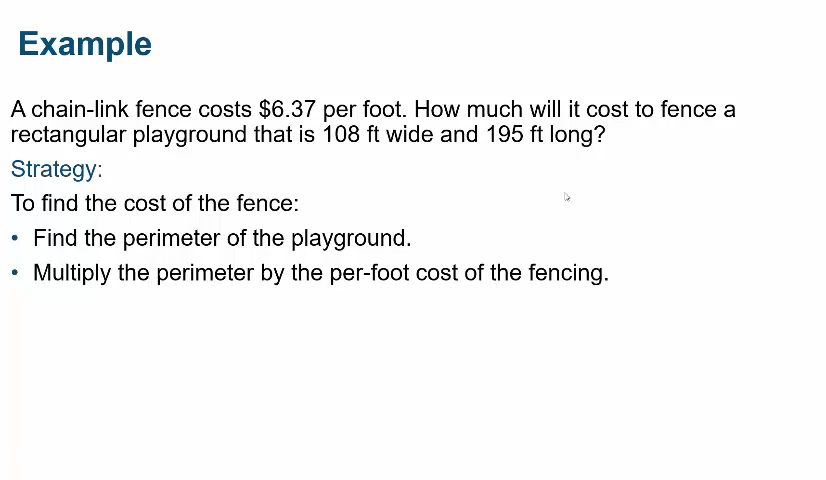 Example
A chain-link fence costs $6.37 per foot. How much will it cost to fence a
rectangular playground that is 108 ft wide and 195 ft long?
Strategy:
To find the cost of the fence:
• Find the perimeter of the playground.
• Multiply the perimeter by the per-foot cost of the fencing.